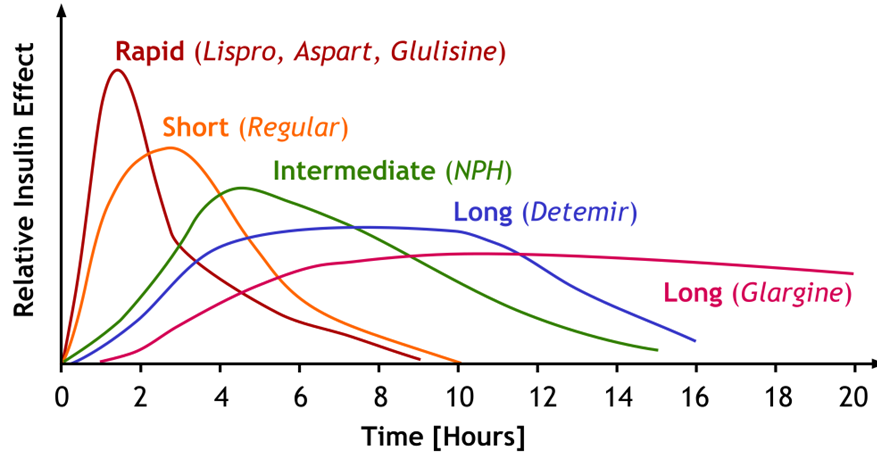 Rapid (Lispro, Aspart, Glulisine)
Short (Regular)
Intermediate (NPH)
Long (Detemir)
Long (Glargine)
Relative Insulin Effect
0 2 4 6 8 10 12 14 16 18 20
Time [Hours]